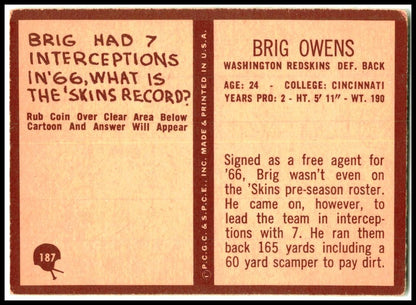 BRIG HAD 7
INTERCEPTIONS
IN '66, WHAT IS
THE 'SKINS RECORD?
Rub Coin Over Clear Area Below
Cartoon And Answer Will Appear
187
© P.C.G.C. & S.P.C.E., INC. MADE & PRINTED IN U.S.A.
BRIG OWENS
WASHINGTON REDSKINS DEF. BACK
AGE: 24 - COLLEGE: CINCINNATI
YEARS PRO: 2 - HT. 5' 11" - WT. 190
Signed as a free agent for
'66, Brig wasn't even on
the 'Skins pre-season roster.
He came on, however, to
lead the team in intercep-
tions with 7. He ran them
back 165 yards including a
60 yard scamper to pay dirt.